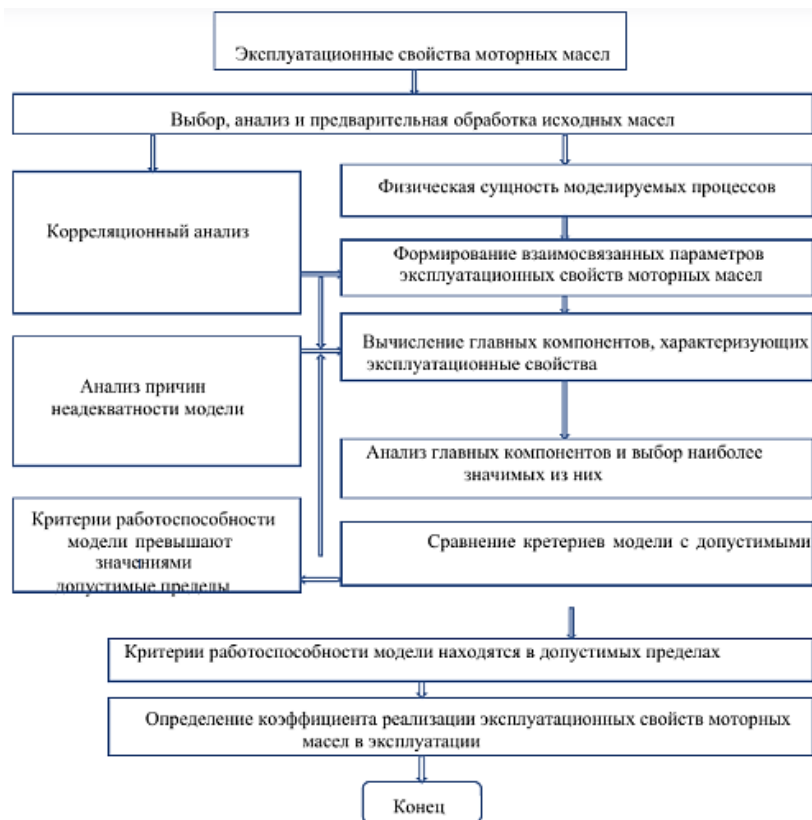 Эксплуатационные свойства моторных масел
Выбор, анализ и предварительная обработка исходных масел
Физическая сущность моделируемых процессов
Корреляционный анализ
Формирование взаимосвязанных параметров
эксплуатационных свойств моторных масел
Вычисление главных компонентов, характеризующих
эксплуатационные свойства
Анализ причин
неадекватности модели
Анализ главных компонентов и выбор наиболее
значимых из них
Критерии работоспособности
модели превышают
значениями
допустимые пределы
Сравнение кретериев модели с допустимыми
Критерии работоспособности модели находятся в допустимых пределах
Определение коэффициента реализации эксплуатационных свойств моторных
масел в эксплуатации
Конец